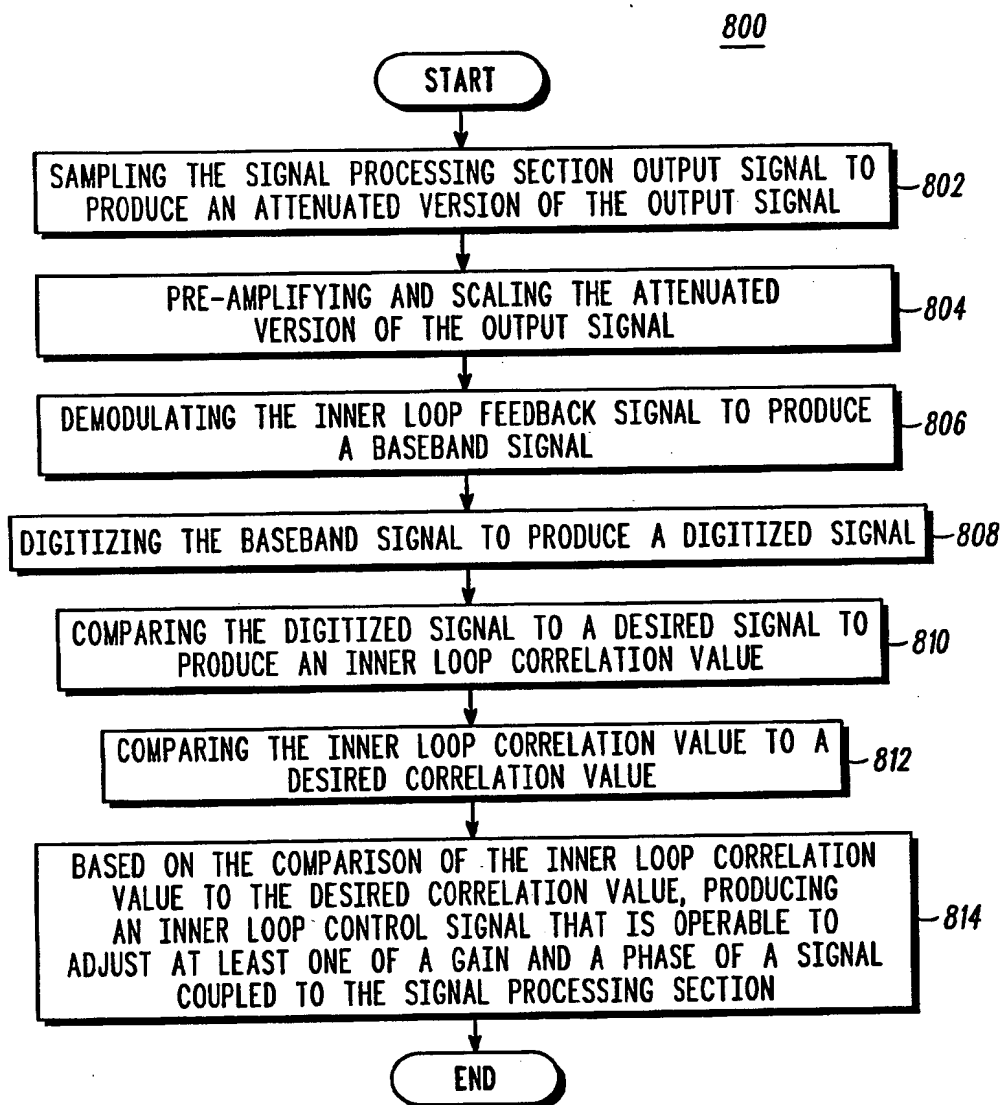 800
START
SAMPLING THE SIGNAL PROCESSING SECTION OUTPUT SIGNAL TO
PRODUCE AN ATTENUATED VERSION OF THE OUTPUT SIGNAL
802
PRE-AMPLIFYING AND SCALING THE ATTENUATED
VERSION OF THE OUTPUT SIGNAL
804
DEMODULATING THE INNER LOOP FEEDBACK SIGNAL TO PRODUCE
A BASEBAND SIGNAL
806
DIGITIZING THE BASEBAND SIGNAL TO PRODUCE A DIGITIZED SIGNAL
808
COMPARING THE DIGITIZED SIGNAL TO A DESIRED SIGNAL TO
PRODUCE AN INNER LOOP CORRELATION VALUE
810
COMPARING THE INNER LOOP CORRELATION VALUE TO A
DESIRED CORRELATION VALUE
812
BASED ON THE COMPARISON OF THE INNER LOOP CORRELATION
VALUE TO THE DESIRED CORRELATION VALUE, PRODUCING
AN INNER LOOP CONTROL SIGNAL THAT IS OPERABLE TO
ADJUST AT LEAST ONE OF A GAIN AND A PHASE OF A SIGNAL
COUPLED TO THE SIGNAL PROCESSING SECTION
814
END